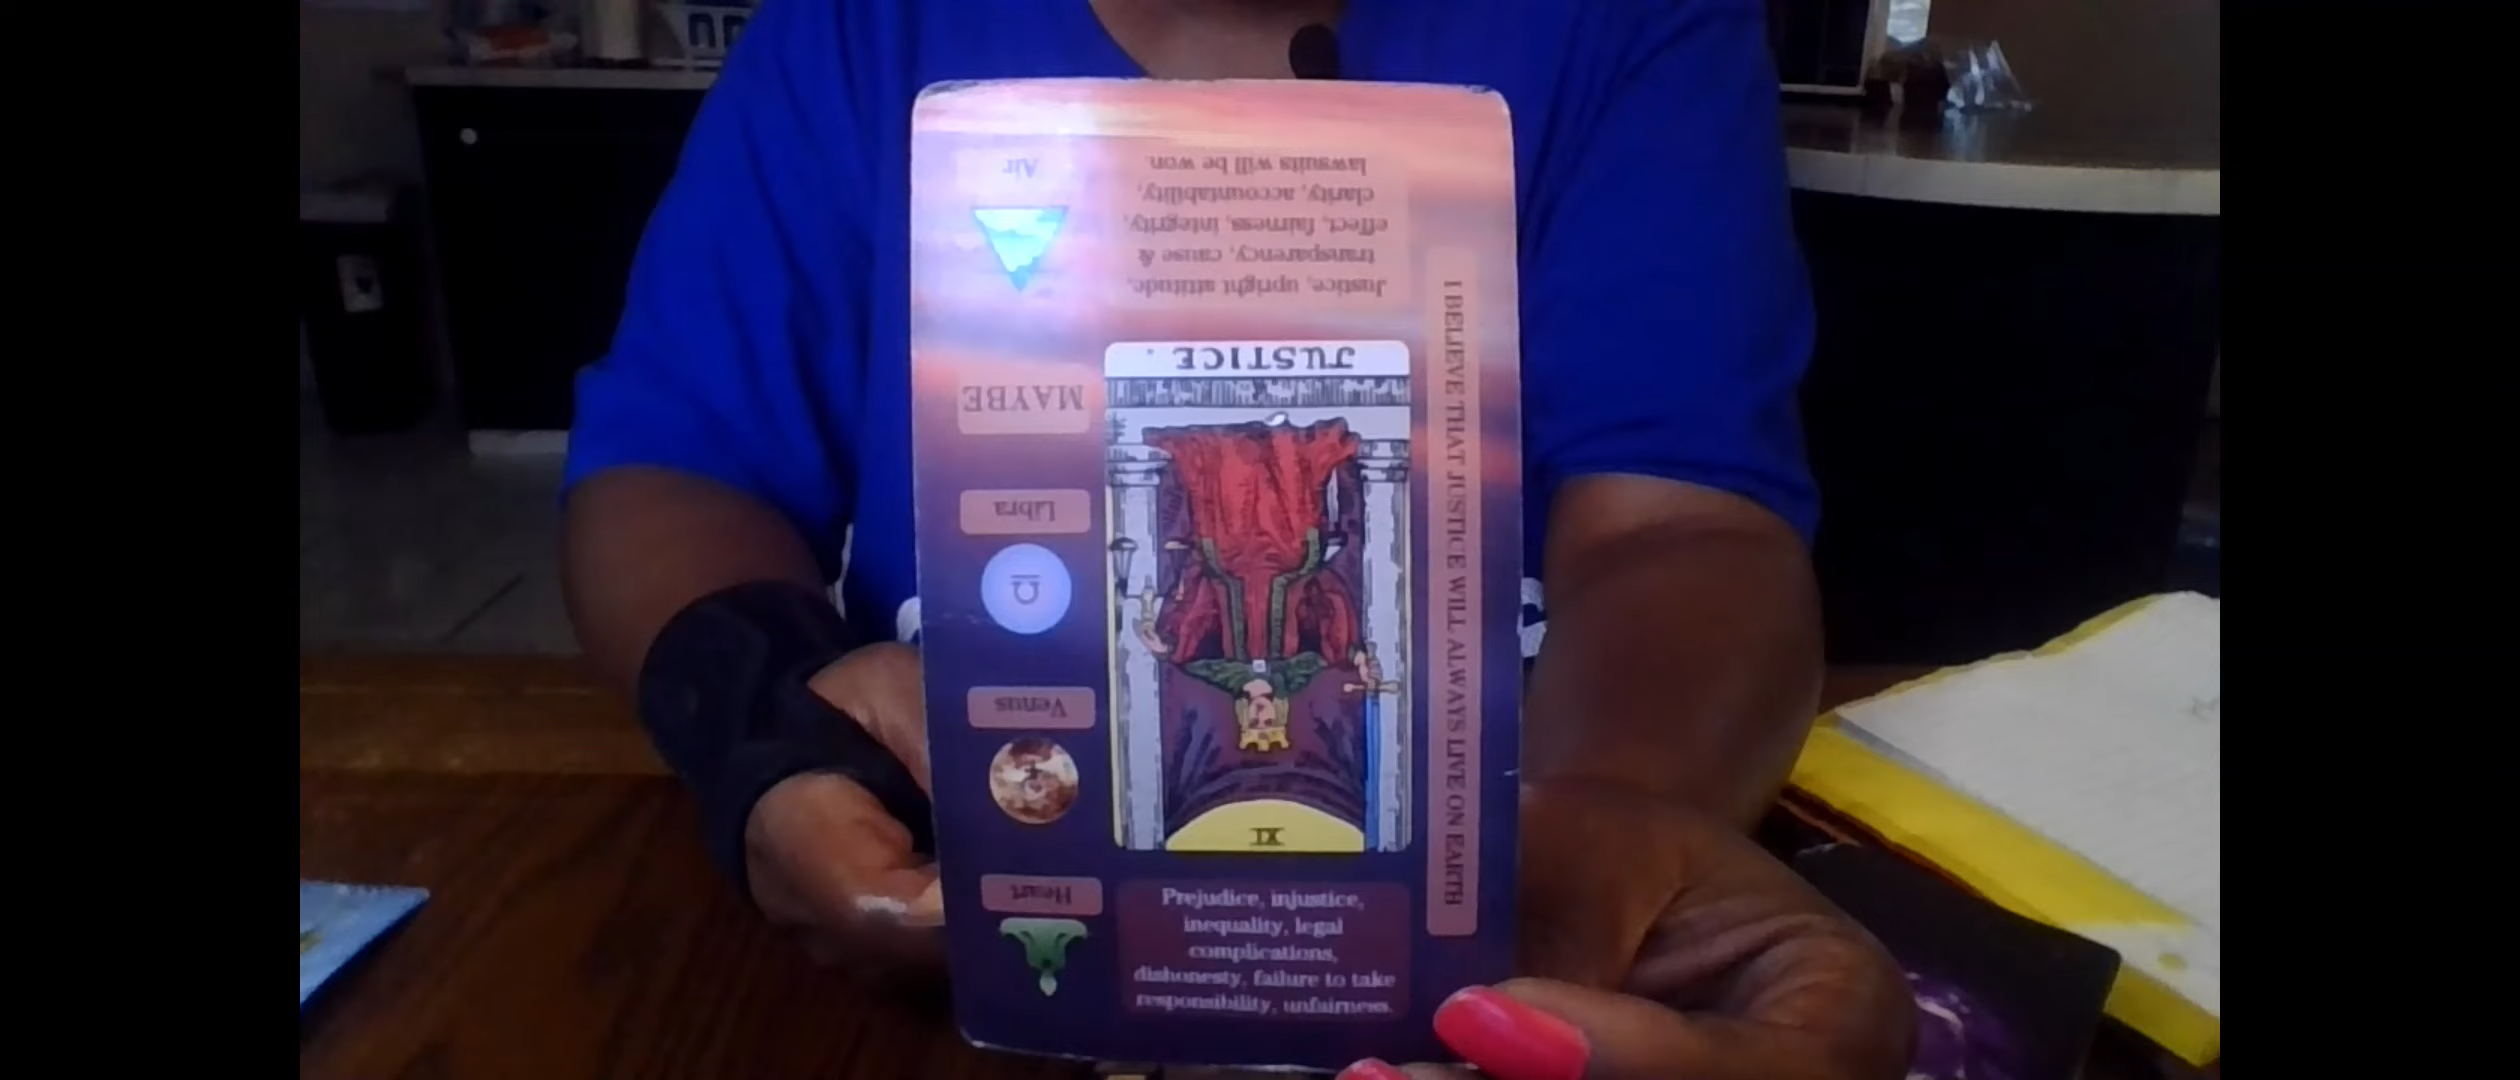 Air
Justice, upright attitude,
transparency, cause &
effect, fairness, integrity,
clarity, accountability,
lawsuits will be won.
I BELIEVE THAT JUSTICE WILL ALWAYS LIVE ON EARTH
JUSTICE.
MAYBE
Libra
Venus
XI
Heart
Prejudice, injustice,
inequality, legal
complications,
dishonesty, failure to take
responsibility, unfairness.